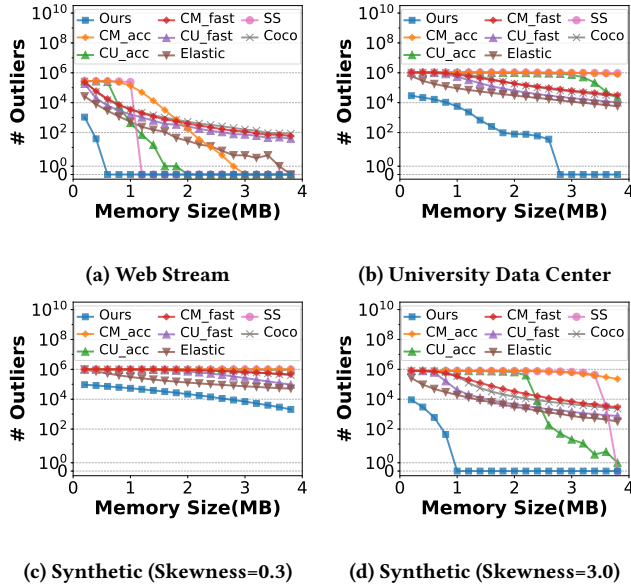 10^10
10^8
10^6
10^4
10^2
10^0
0
# Outliers
Ours
CM_acc
CU_acc
CM_fast
CU_fast
Elastic
SS
Coco
0 1 2 3 4
Memory Size(MB)
(a) Web Stream
10^10
10^8
10^6
10^4
10^2
10^0
0
# Outliers
Ours
CM_acc
CU_acc
CM_fast
CU_fast
Elastic
SS
Coco
0 1 2 3 4
Memory Size(MB)
(b) University Data Center
10^10
10^8
10^6
10^4
10^2
10^0
0
# Outliers
Ours
CM_acc
CU_acc
CM_fast
CU_fast
Elastic
SS
Coco
0 1 2 3 4
Memory Size(MB)
(c) Synthetic (Skewness=0.3)
10^10
10^8
10^6
10^4
10^2
10^0
0
# Outliers
Ours
CM_acc
CU_acc
CM_fast
CU_fast
Elastic
SS
Coco
0 1 2 3 4
Memory Size(MB)
(d) Synthetic (Skewness=3.0)